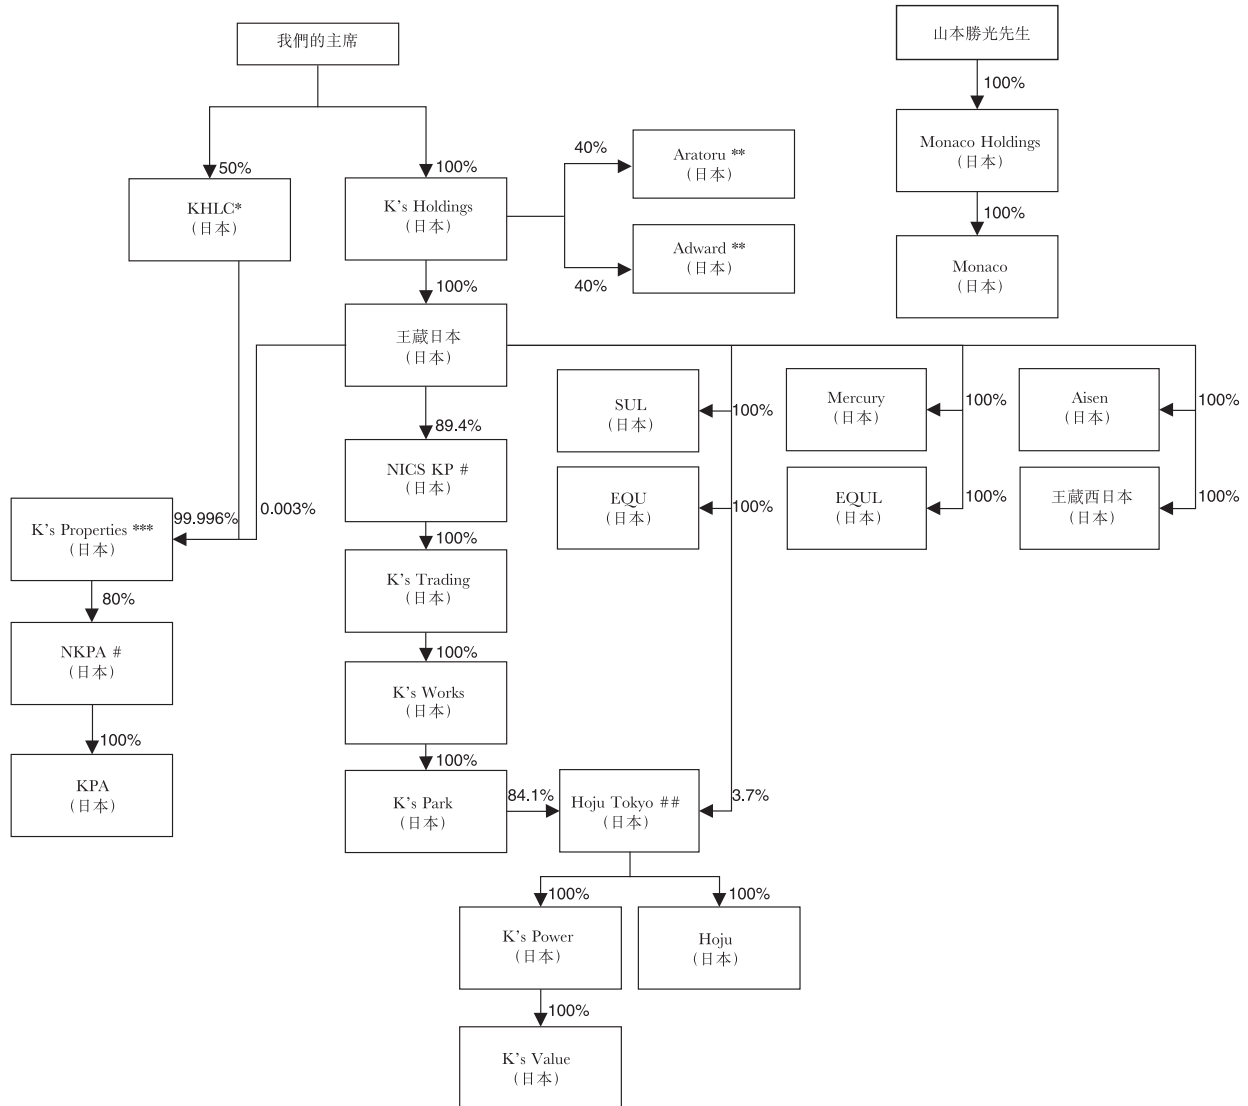 我們的主席
山本勝光先生
100%
Monaco Holdings
（日本）
100%
Monaco
（日本）
50%
KHLC*
（日本）
100%
K's Holdings
（日本）
40%
Aratoru **
（日本）
40%
Adward **
（日本）
100%
王蔵日本
（日本）
SUL
（日本）
100%
Mercury
（日本）
100%
Aisen
（日本）
100%
89.4%
NICS KP #
（日本）
EQU
（日本）
100%
EQUL
（日本）
100%
王蔵西日本
（日本）
100%
K's Properties ***
（日本）
99.996%
0.003%
100%
K's Trading
（日本）
80%
NKPA #
（日本）
100%
K's Works
（日本）
100%
KPA
（日本）
100%
K's Park
（日本）
84.1%
Hoju Tokyo ##
（日本）
3.7%
100%
K's Power
（日本）
100%
Hoju
（日本）
100%
K's Value
（日本）